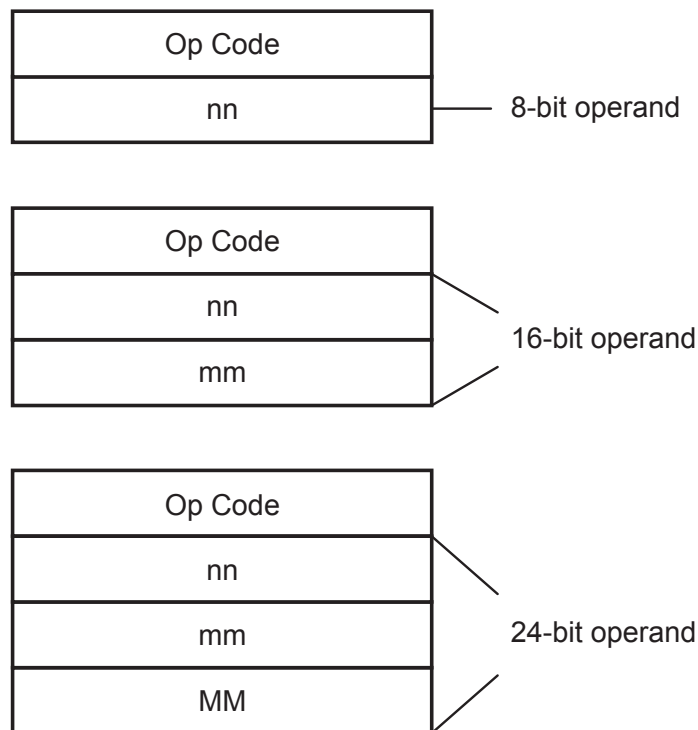 Op Code
nn
8-bit operand
Op Code
nn
16-bit operand
mm
Op Code
nn
mm
24-bit operand
MM